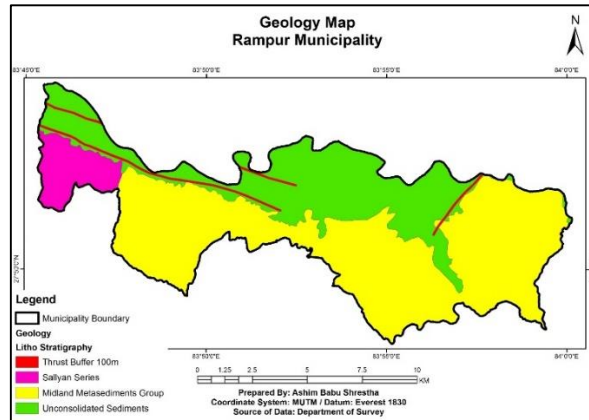 Geology Map
Rampur Municipality
N
83°45'0"E
83°50'0"E
83°55'0"E
84°0'0"E
83°50'0"E
83°55'0"E
84°0'0"E
Legend
Municipality Boundary
Geology
Litho Stratigraphy
Thrust Buffer 100m
Sallyan Series
Midland Metasediments Group
Unconsolidated Sediments
0 1.25 2.5 5 7.5 10
KM
Prepared By: Ashim Babu Shrestha
Coordinate System: MUTM / Datum: Everest 1830
Source of Data: Department of Survey